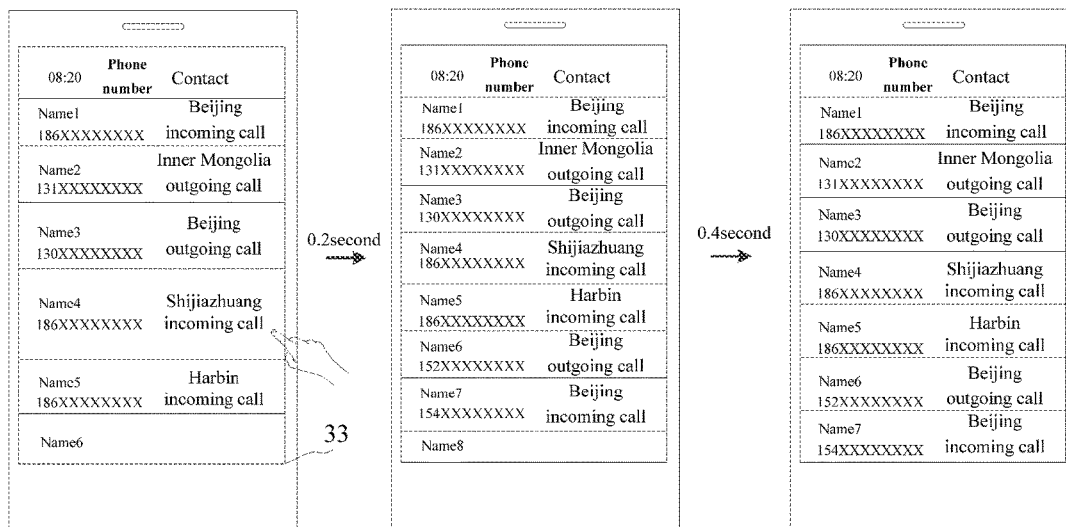 08:20 Phone number Contact
Name1 Beijing
186XXXXXXXX incoming call
Name2 Inner Mongolia
131XXXXXXXX outgoing call
Name3 Beijing
130XXXXXXXX outgoing call
Name4 Shijiazhuang
186XXXXXXXX incoming call
Name5 Harbin
186XXXXXXXX incoming call
Name6
33
0.2second
08:20 Phone number Contact
Name1 Beijing
186XXXXXXXX incoming call
Name2 Inner Mongolia
131XXXXXXXX outgoing call
Name3 Beijing
130XXXXXXXX outgoing call
Name4 Shijiazhuang
186XXXXXXXX incoming call
Name5 Harbin
186XXXXXXXX incoming call
Name6 Beijing
152XXXXXXXX outgoing call
Name7 Beijing
154XXXXXXXX incoming call
Name8
0.4second
08:20 Phone number Contact
Name1 Beijing
186XXXXXXXX incoming call
Name2 Inner Mongolia
131XXXXXXXX outgoing call
Name3 Beijing
130XXXXXXXX outgoing call
Name4 Shijiazhuang
186XXXXXXXX incoming call
Name5 Harbin
186XXXXXXXX incoming call
Name6 Beijing
152XXXXXXXX outgoing call
Name7 Beijing
154XXXXXXXX incoming call